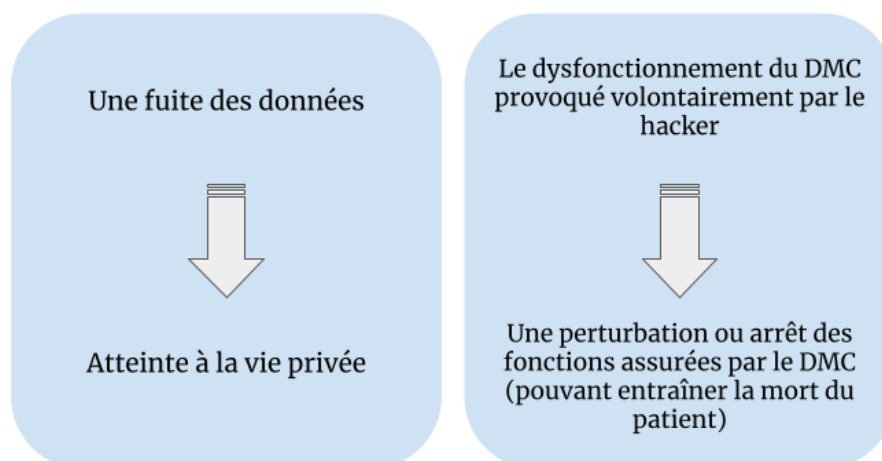 Une fuite des données
Atteinte à la vie privée
Le dysfonctionnement du DMC
provoqué volontairement par le
hacker
Une perturbation ou arrêt des
fonctions assurées par le DMC
(pouvant entraîner la mort du
patient)